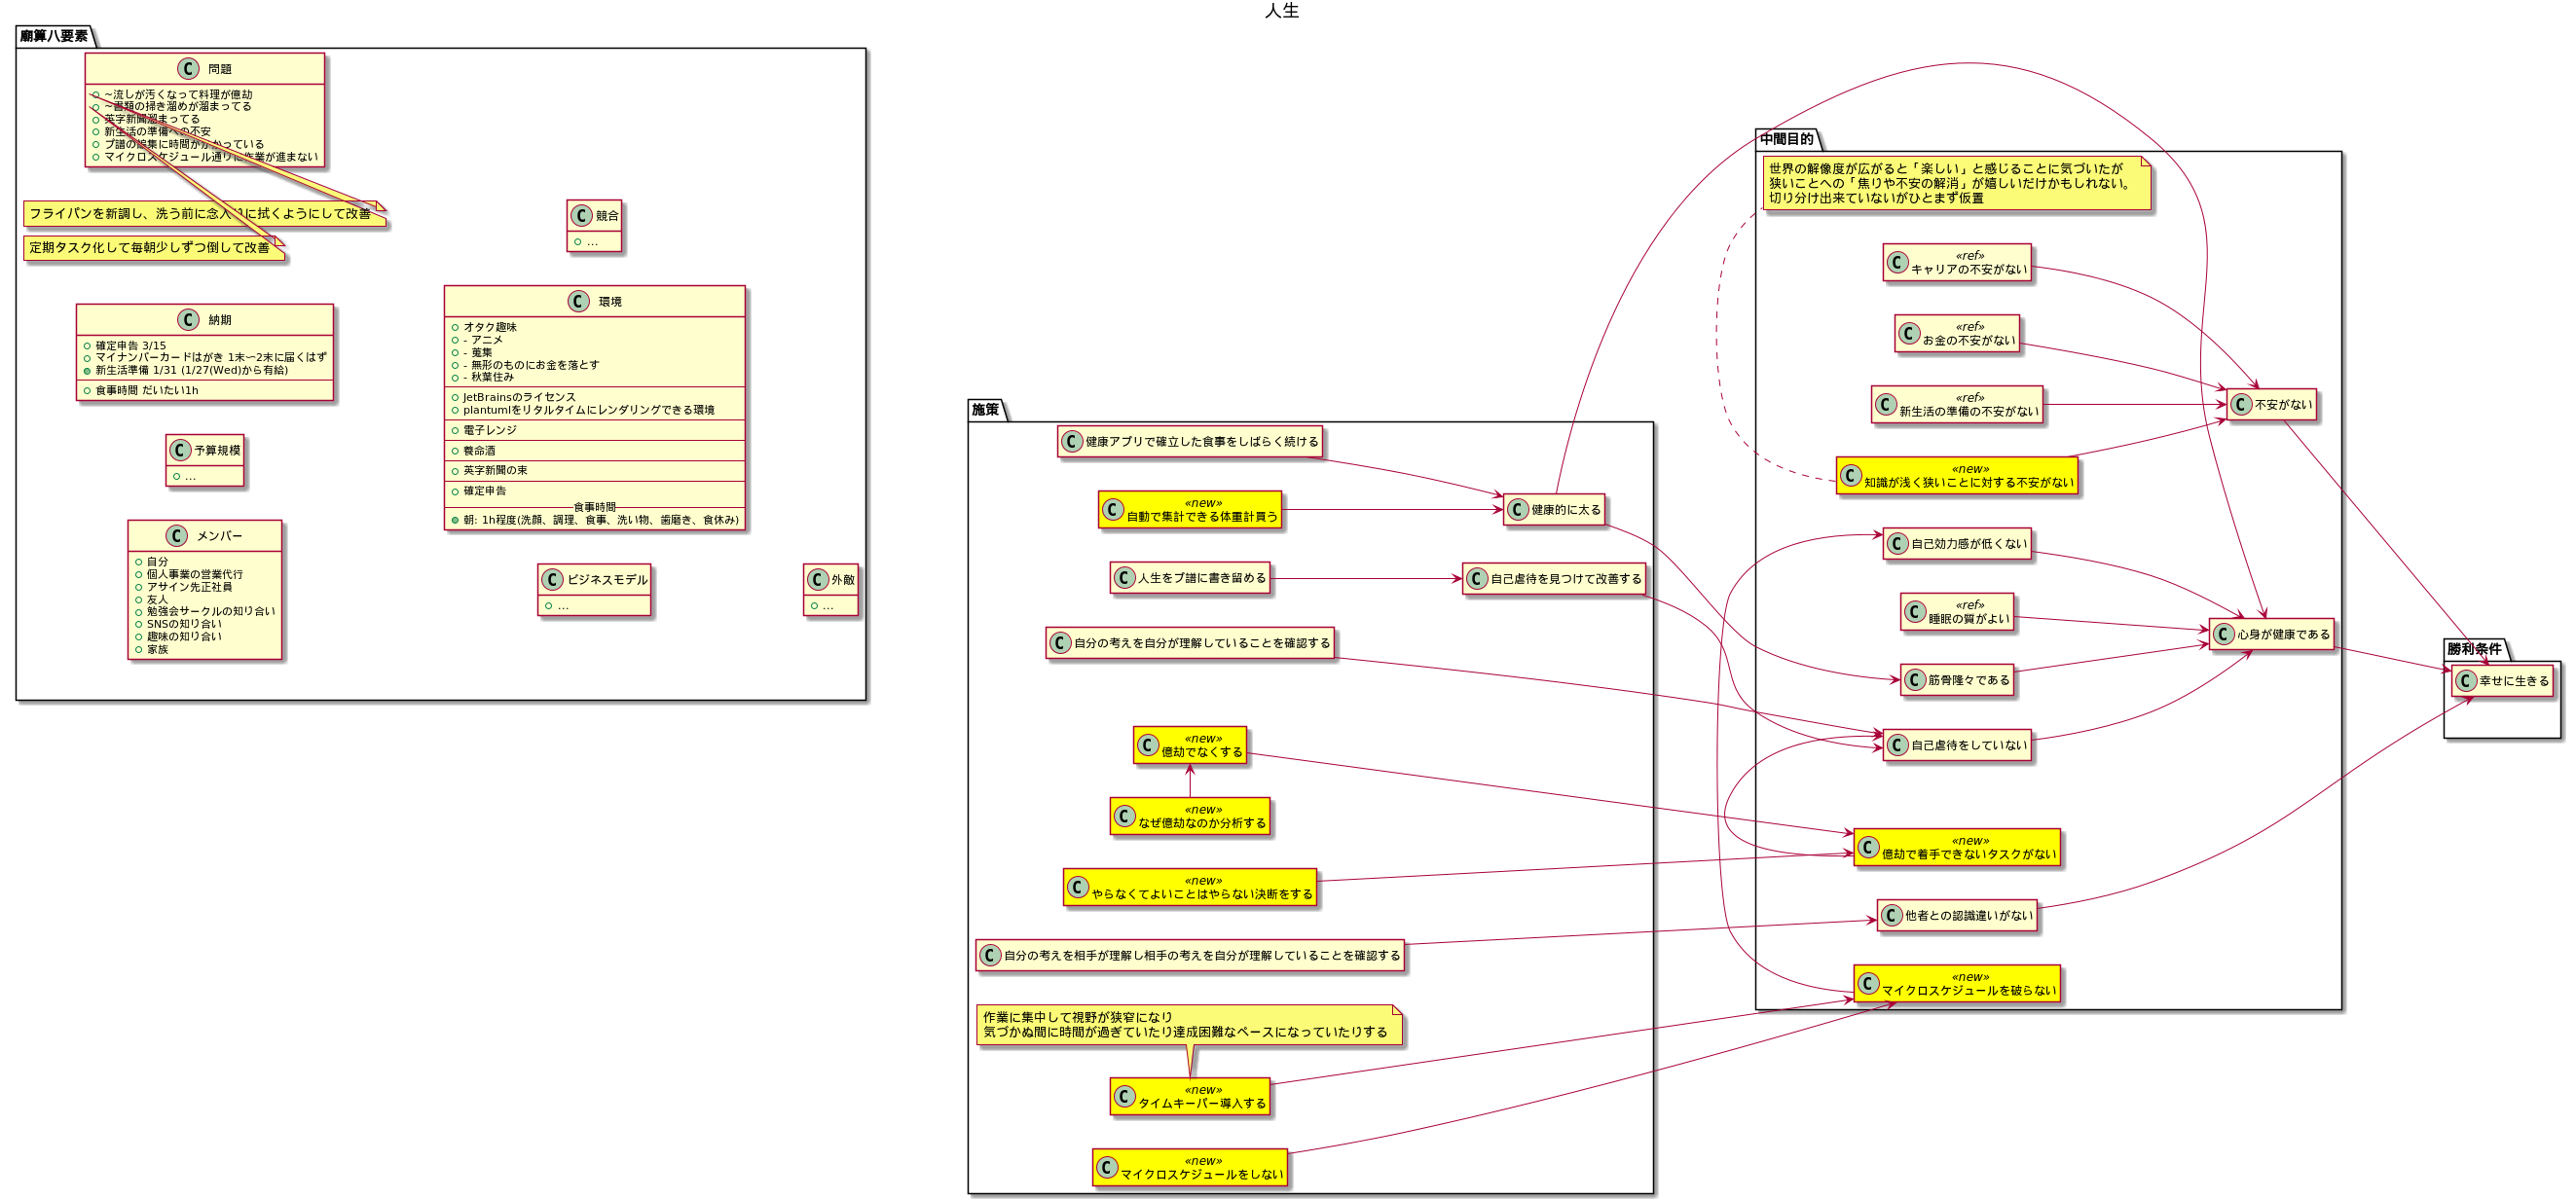 人生
廟算八要素
C 問題
~流しが汚くなって料理が億劫
~書類の掃き溜めが溜まってる
英字新聞溜まってる
新生活の準備への不安
プ譜の編集に時間がかかっている
マイクロスケジュール通りに作業が進まない
フライパンを新調し、洗う前に念入りに拭くようにして改善
定期タスク化して毎朝少しずつ倒して改善
C 競合
...
C 納期
確定申告 3/15
マイナンバーカードはがき 1末〜2末に届くはず
新生活準備 1/31 (1/27(Wed)から有給)
食事時間 だいたい1h
C 環境
オタク趣味
- アニメ
- 蒐集
- 無形のものにお金を落とす
- 秋葉住み
JetBrainsのライセンス
plantumlをリタルタイムにレンダリングできる環境
電子レンジ
養命酒
英字新聞の束
確定申告
食事時間
朝: 1h程度(洗顔、調理、食事、洗い物、歯磨き、食休み)
C 予算規模
...
C メンバー
自分
個人事業の営業代行
アサイン先正社員
友人
勉強会サークルの知り合い
SNSの知り合い
趣味の知り合い
家族
C ビジネスモデル
...
C 外敵
...
施策
C 健康アプリで確立した食事をしばらく続ける
«new»
C 自動で集計できる体重計買う
C 健康的に太る
C 人生をプ譜に書き留める
C 自己虐待を見つけて改善する
C 自分の考えを自分が理解していることを確認する
«new»
C 億劫でなくする
«new»
C なぜ億劫なのか分析する
«new»
C やらなくてよいことはやらない決断をする
C 自分の考えを相手が理解し相手の考えを自分が理解していることを確認する
作業に集中して視野が狭窄になり
気づかぬ間に時間が過ぎていたり達成困難なペースになっていたりする
«new»
C タイムキーパー導入する
«new»
C マイクロスケジュールをしない
中間目的
世界の解像度が広がると「楽しい」と感じることに気づいたが
狭いことへの「焦りや不安の解消」が嬉しいだけかもしれない。
切り分け出来ていないがひとまず仮置
«ref»
C キャリアの不安がない
«ref»
C お金の不安がない
«ref»
C 新生活の準備の不安がない
C 不安がない
«new»
C 知識が浅く狭いことに対する不安がない
C 自己効力感が低くない
«ref»
C 睡眠の質がよい
C 心身が健康である
C 筋骨隆々である
C 自己虐待をしていない
«new»
C 億劫で着手できないタスクがない
C 他者との認識違いがない
«new»
C マイクロスケジュールを破らない
勝利条件
C 幸せに生きる